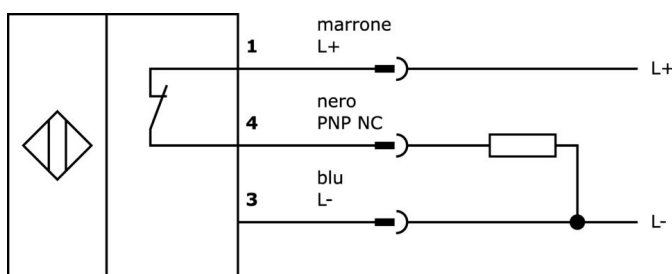 marrone
1 L+
L+
nero
4 PNP NC
blu
3 L-
L-